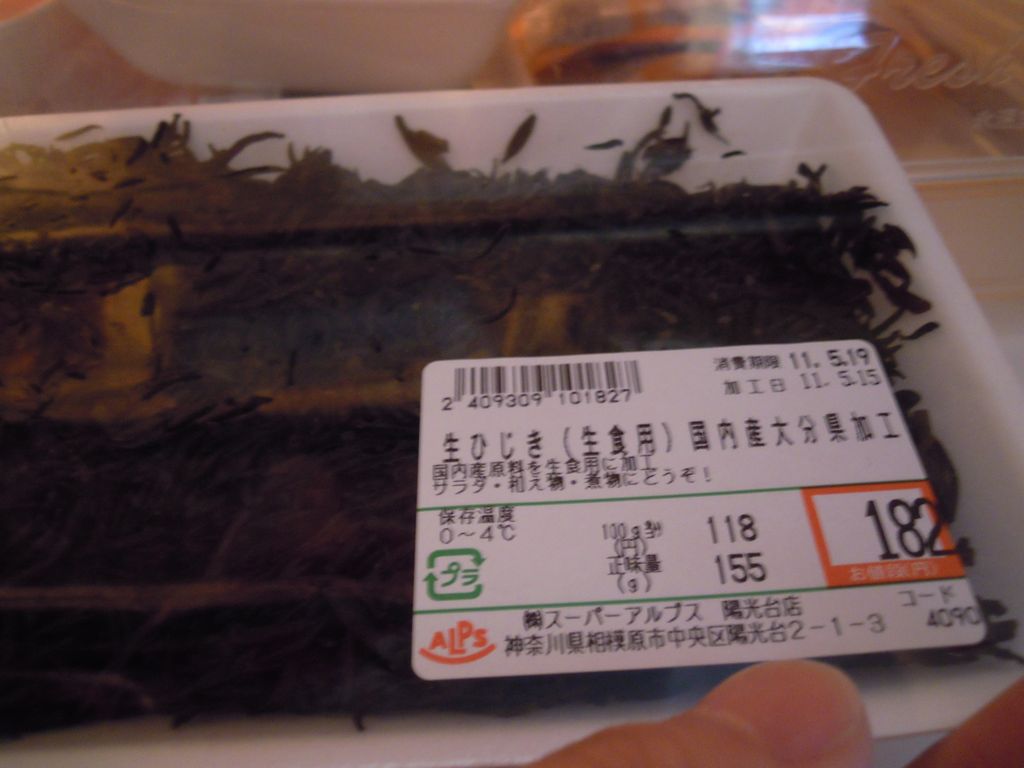 Fresh
消費期限 11. 5.19
加工日 11. 5.15
2 409309 101827
生ひじき(生食用)国内産大分県加工
国内産原料を生食用に加工
サラダ・和え物・煮物にどうぞ!
保存温度
0~4℃
100g当り(円) 118
正味量(g) 155
182
お値段(円)
プラ
ALPS
㈱スーパーアルプス 陽光台店
神奈川県相模原市中央区陽光台2-1-3
コード
4090